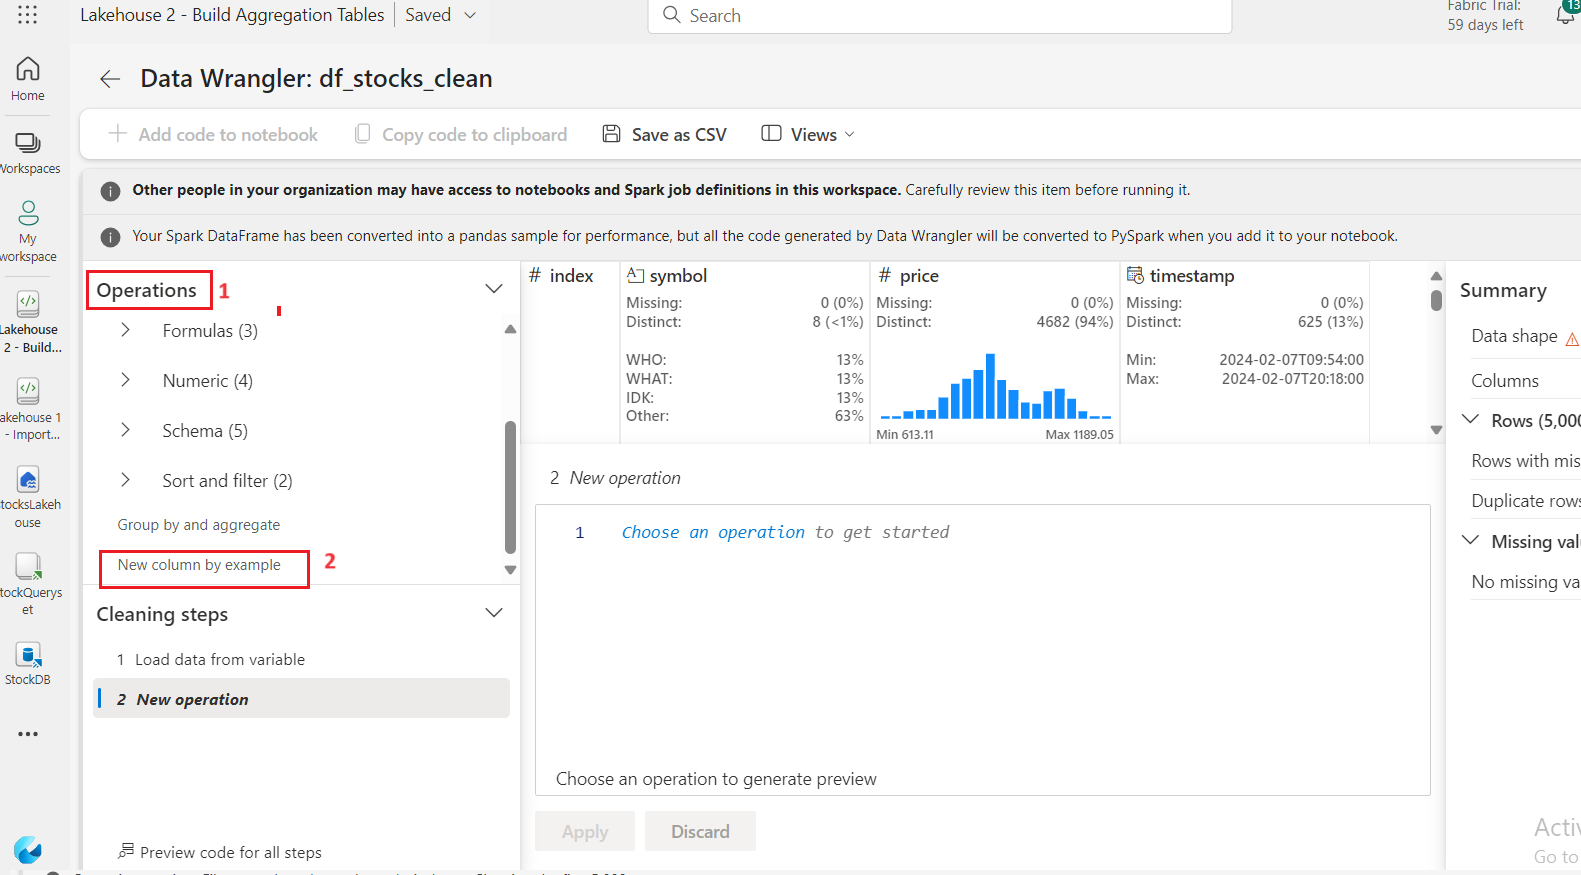 Lakehouse 2 - Build Aggregation Tables
Saved
Search
Fabric Trial:
59 days left
13
Home
Workspaces
My
workspace
Lakehouse
2 - Build...
akehouse 1
- Import...
tocksLakeh
ouse
tockQuerys
et
StockDB
Data Wrangler: df_stocks_clean
Add code to notebook
Copy code to clipboard
Save as CSV
Views
Other people in your organization may have access to notebooks and Spark job definitions in this workspace. Carefully review this item before running it.
Your Spark DataFrame has been converted into a pandas sample for performance, but all the code generated by Data Wrangler will be converted to PySpark when you add it to your notebook.
Operations
1
Formulas (3)
Numeric (4)
Schema (5)
Sort and filter (2)
Group by and aggregate
New column by example
2
Cleaning steps
1 Load data from variable
2 New operation
Preview code for all steps
# index
symbol
Missing: 0 (0%)
Distinct: 8 (<1%)
WHO: 13%
WHAT: 13%
IDK: 13%
Other: 63%
# price
Missing: 0 (0%)
Distinct: 4682 (94%)
Min 613.11 Max 1189.05
timestamp
Missing: 0 (0%)
Distinct: 625 (13%)
Min: 2024-02-07T09:54:00
Max: 2024-02-07T20:18:00
2 New operation
1 Choose an operation to get started
Choose an operation to generate preview
Apply
Discard
Summary
Data shape
Columns
Rows (5,000
Rows with mis
Duplicate rows
Missing val
No missing va
Activ
Go to